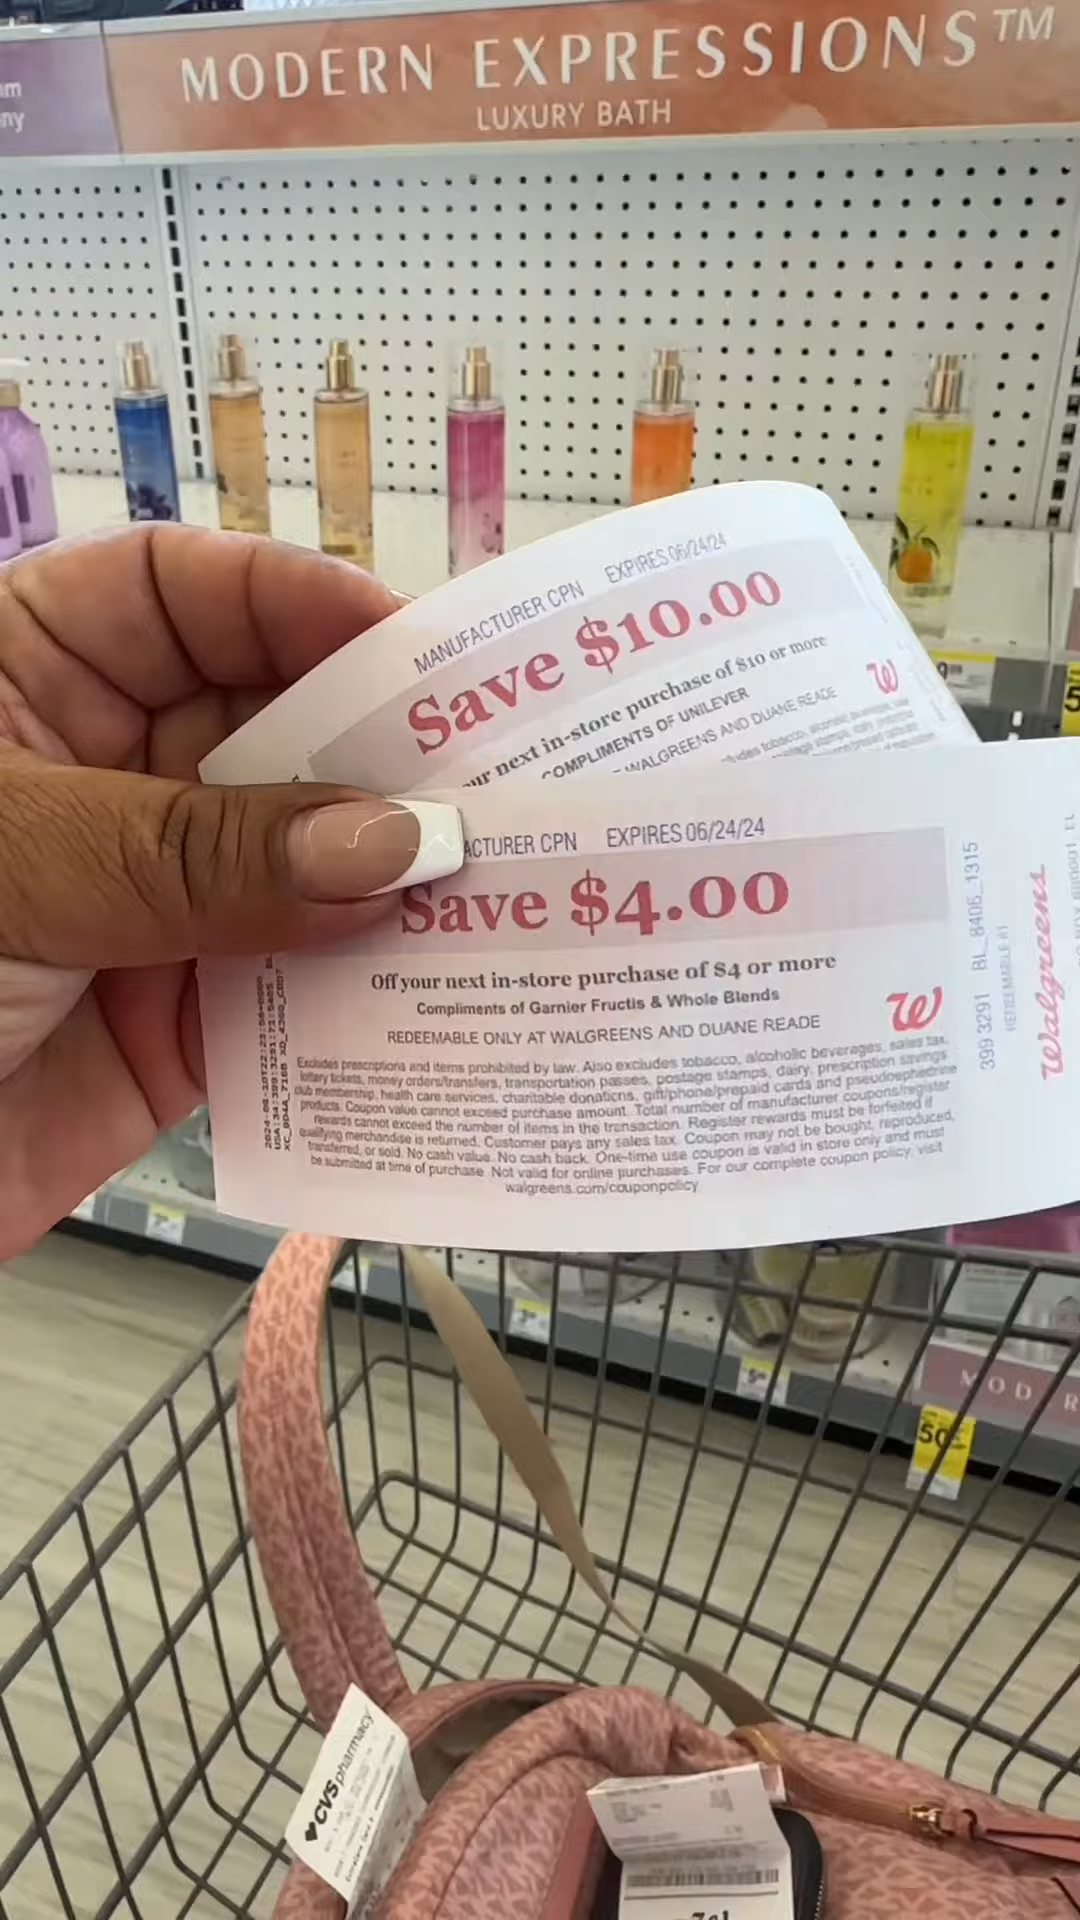 MODERN EXPRESSIONS™
LUXURY BATH
MANUFACTURER CPN EXPIRES 06/24/24
Save $10.00
next in-store purchase of $10 or more
COMPLIMENTS OF UNILEVER
WALGREENS AND DUANE READE
W
EXPIRES 06/24/24
Save $4.00
Off your next in-store purchase of $4 or more
Compliments of Garnier Fructis & Whole Blends
REDEEMABLE ONLY AT WALGREENS AND DUANE READE
W
Excludes prescriptions and items prohibited by law. Also excludes tobacco, alcoholic beverages, sales tax,
lottery tickets, money orders/transfers, transportation passes, postage stamps, dairy, prescription savings
club membership, health care services, charitable donations, gift/phone/prepaid cards and pseudoephedrine
products. Coupon value cannot exceed purchase amount. Total number of manufacturer coupons/register
rewards cannot exceed the number of items in the transaction. Register rewards must be forfeited if
qualifying merchandise is returned. Customer pays any sales tax. Coupon may not be bought, reproduced,
transferred, or sold. No cash value. No cash back. One-time use coupon is valid in store only and must
be submitted at time of purchase. Not valid for online purchases. For our complete coupon policy, visit
walgreens.com/couponpolicy
399 3291 BL_8406_1315
Walgreens
50
CVS pharmacy